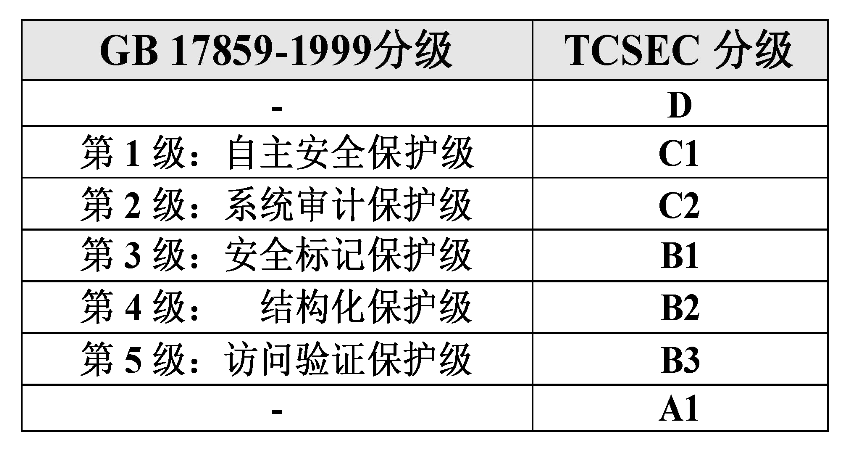 GB 17859-1999分级 TCSEC 分级
- D
第 1 级：自主安全保护级 C1
第 2 级：系统审计保护级 C2
第 3 级：安全标记保护级 B1
第 4 级： 结构化保护级 B2
第 5 级：访问验证保护级 B3
- A1